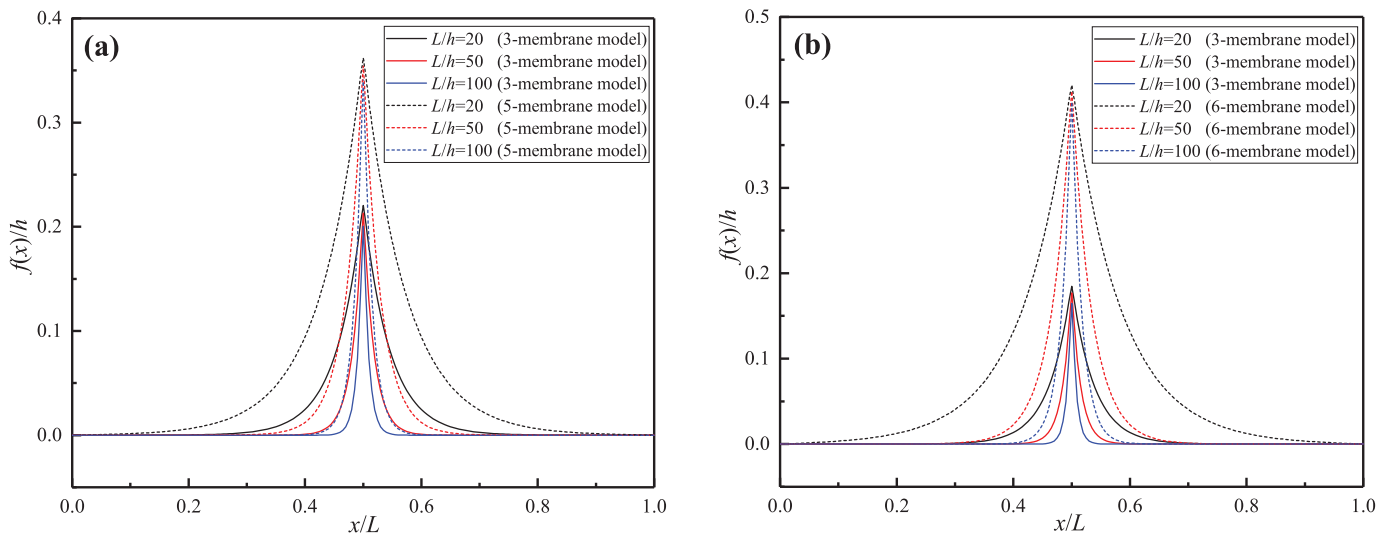 (a)
L/h=20 (3-membrane model)
L/h=50 (3-membrane model)
L/h=100 (3-membrane model)
L/h=20 (5-membrane model)
L/h=50 (5-membrane model)
L/h=100 (5-membrane model)
0.4
0.3
0.2
0.1
0.0
f(x)/h
0.0 0.2 0.4 0.6 0.8 1.0
x/L
(b)
L/h=20 (3-membrane model)
L/h=50 (3-membrane model)
L/h=100 (3-membrane model)
L/h=20 (6-membrane model)
L/h=50 (6-membrane model)
L/h=100 (6-membrane model)
0.5
0.4
0.3
0.2
0.1
0.0
f(x)/h
0.0 0.2 0.4 0.6 0.8 1.0
x/L